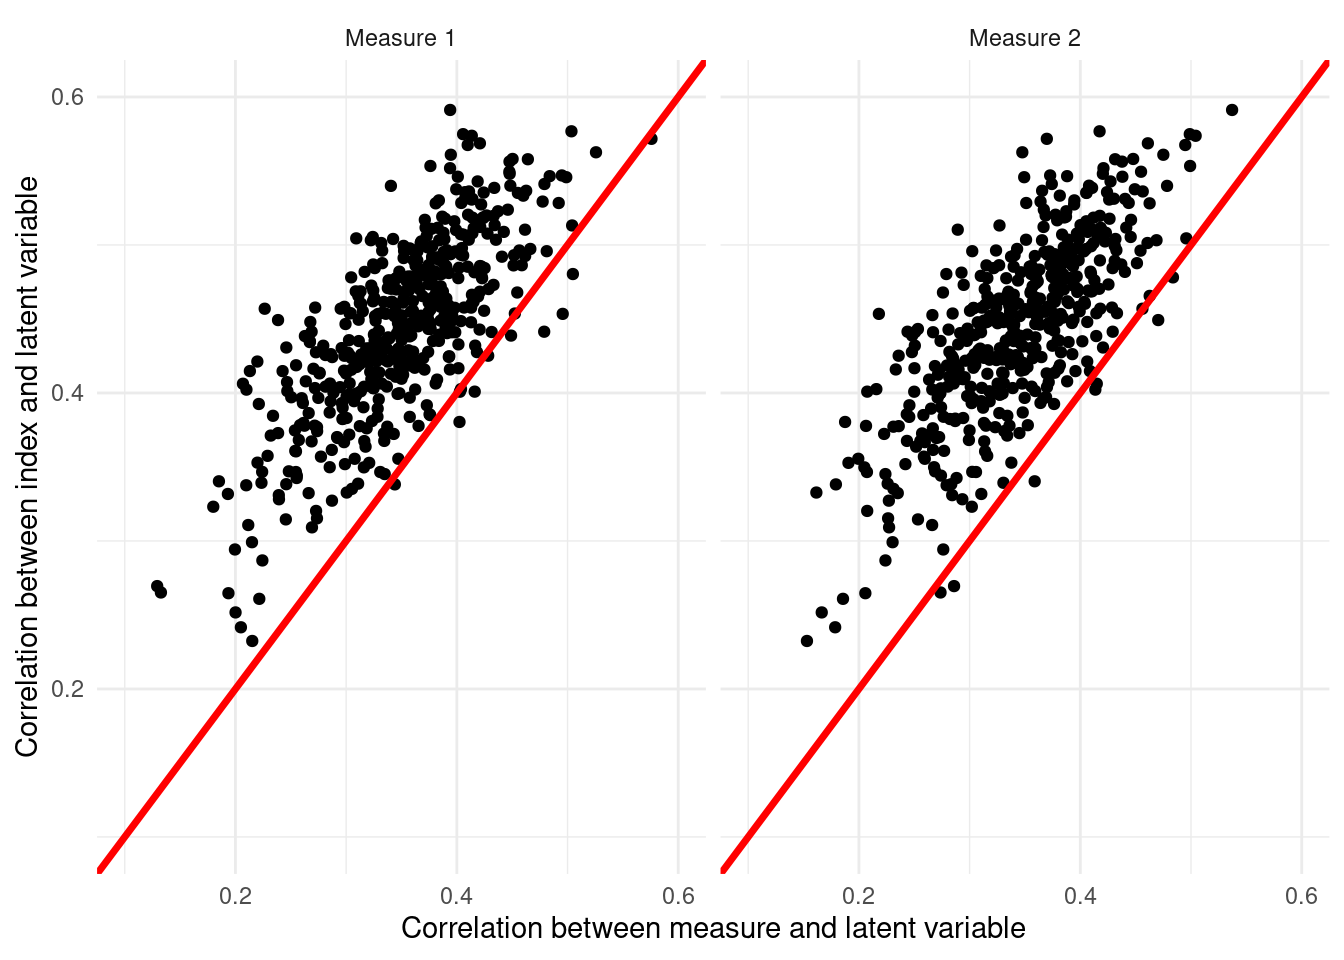 Measure 1
Measure 2
Correlation between index and latent variable
0.6
0.4
0.2
0.2
0.4
0.6
0.2
0.4
0.6
Correlation between measure and latent variable